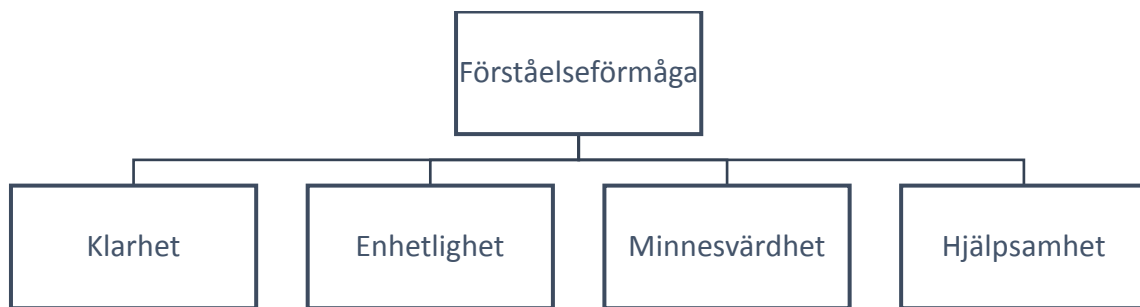 Förståelseförmåga
Klarhet
Enhetlighet
Minnesvärdhet
Hjälpsamhet